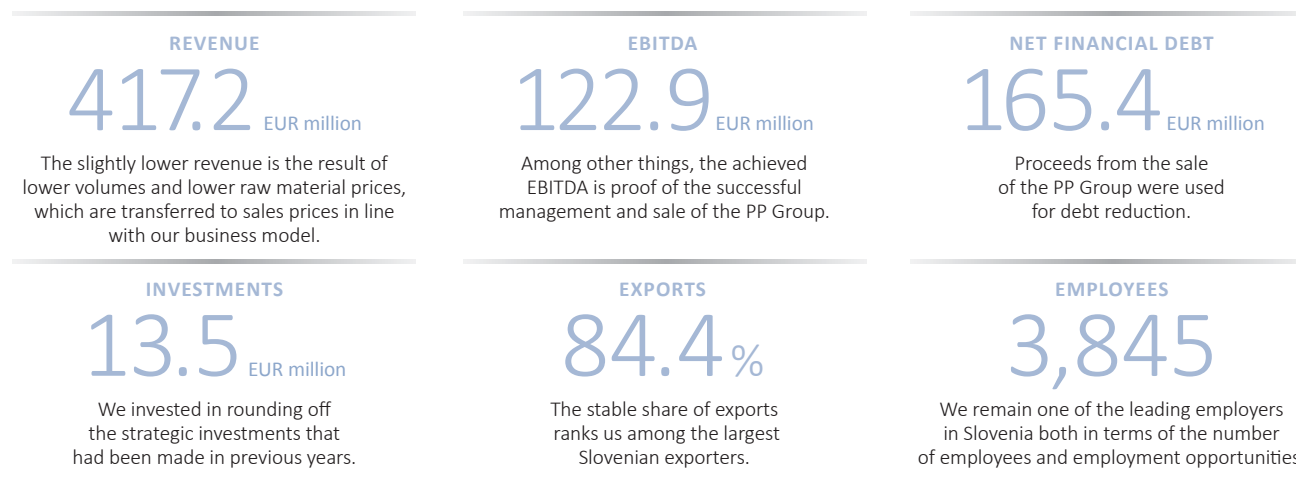 REVENUE
417.2 EUR million
The slightly lower revenue is the result of
lower volumes and lower raw material prices,
which are transferred to sales prices in line
with our business model.
EBITDA
122.9 EUR million
Among other things, the achieved
EBITDA is proof of the successful
management and sale of the PP Group.
NET FINANCIAL DEBT
165.4 EUR million
Proceeds from the sale
of the PP Group were used
for debt reduction.
INVESTMENTS
13.5 EUR million
We invested in rounding off
the strategic investments that
had been made in previous years.
EXPORTS
84.4 %
The stable share of exports
ranks us among the largest
Slovenian exporters.
EMPLOYEES
3,845
We remain one of the leading employers
in Slovenia both in terms of the number
of employees and employment opportunities